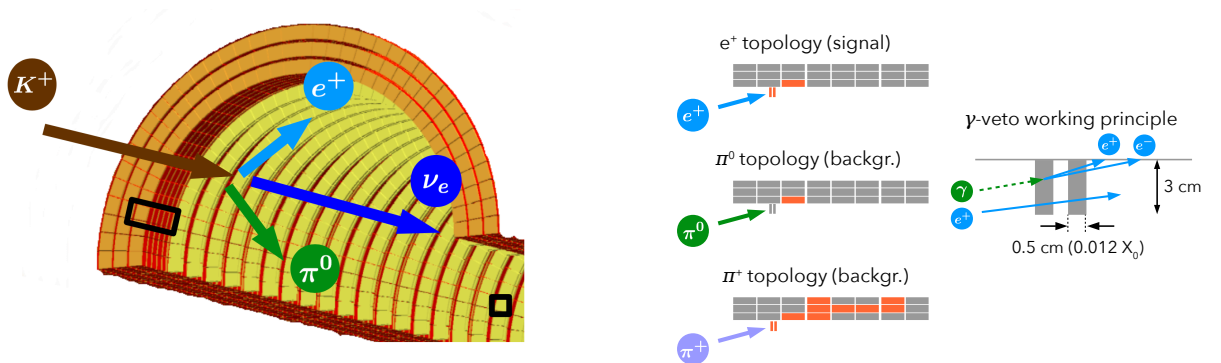 K⁺
e⁺
νₑ
π⁰
e⁺ topology (signal)
e⁺
π⁰ topology (backgr.)
π⁰
π⁺ topology (backgr.)
π⁺
γ-veto working principle
e⁺ e⁻
γ
e⁺
3 cm
0.5 cm (0.012 X₀)